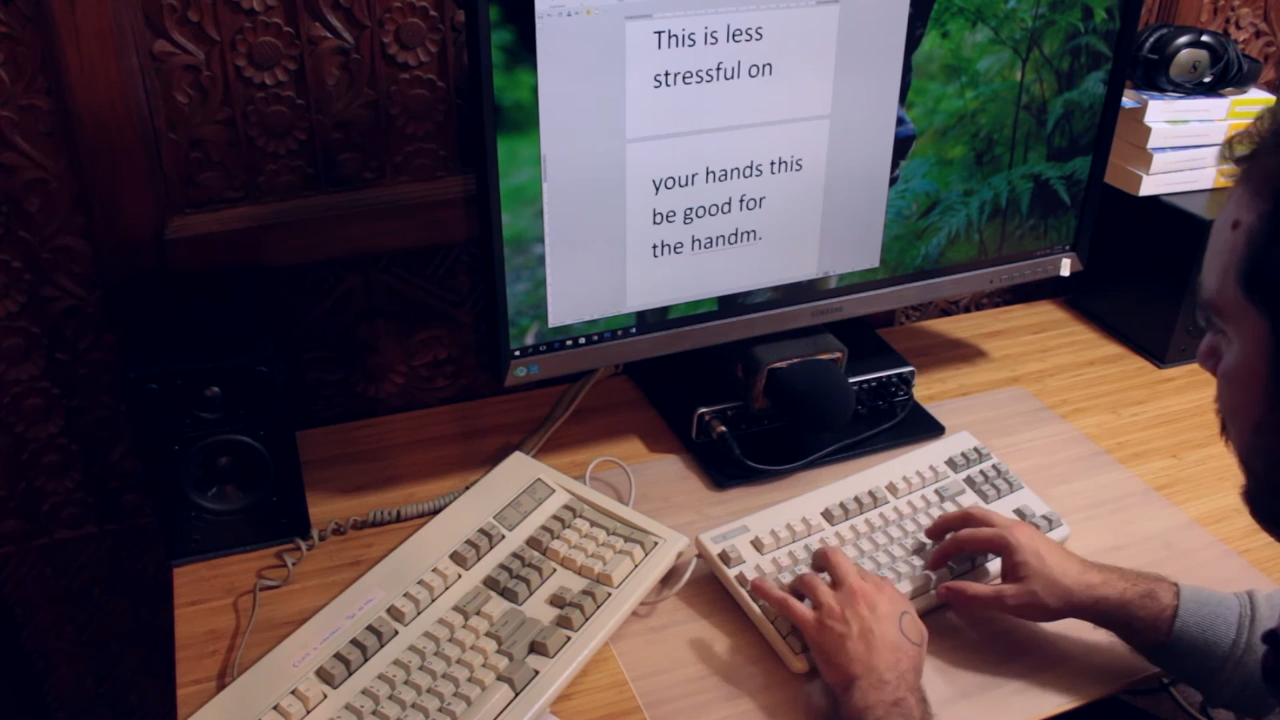 This is less
stressful on
your hands this
be good for
the handm.
SAMSUNG